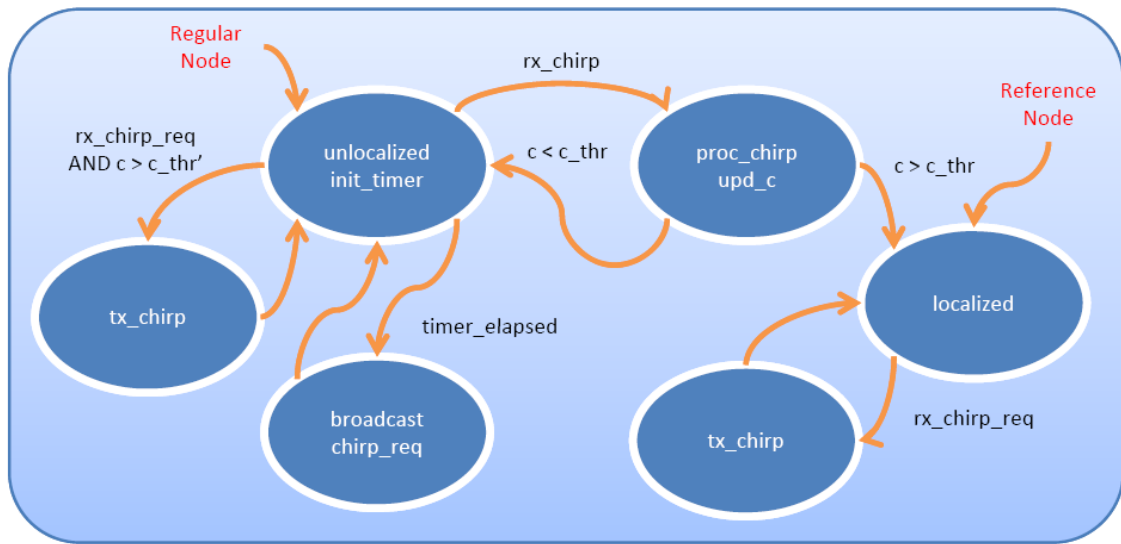 Regular
Node
rx_chirp
Reference
Node
rx_chirp_req
AND c > c_thr’
unlocalized
init_timer
c < c_thr
proc_chirp
upd_c
c > c_thr
tx_chirp
timer_elapsed
localized
broadcast
chirp_req
tx_chirp
rx_chirp_req